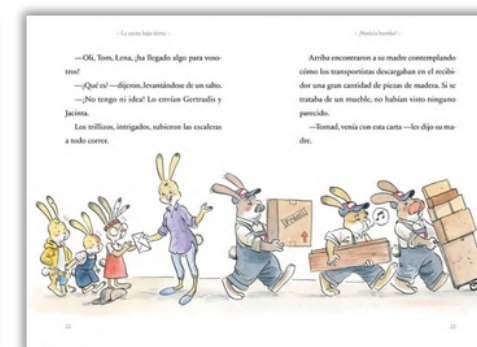 – La casita bajo tierra –
—Oli, Tom, Lena, ¡ha llegado algo para voso-
tros!
—¿Qué es? —dijeron, levantándose de un salto.
—¡No tengo ni idea! Lo envían Gertrudis y
Jacinta.
Los trillizos, intrigados, subieron las escaleras
a todo correr.
22
– ¡Noticia bomba! –
Arriba encontraron a su madre contemplando
cómo los transportistas descargaban en el recibi-
dor una gran cantidad de piezas de madera. Si se
trataba de un mueble, no habían visto ninguno
parecido.
—Tomad, venía con esta carta —les dijo su ma-
dre.
Fragil
23